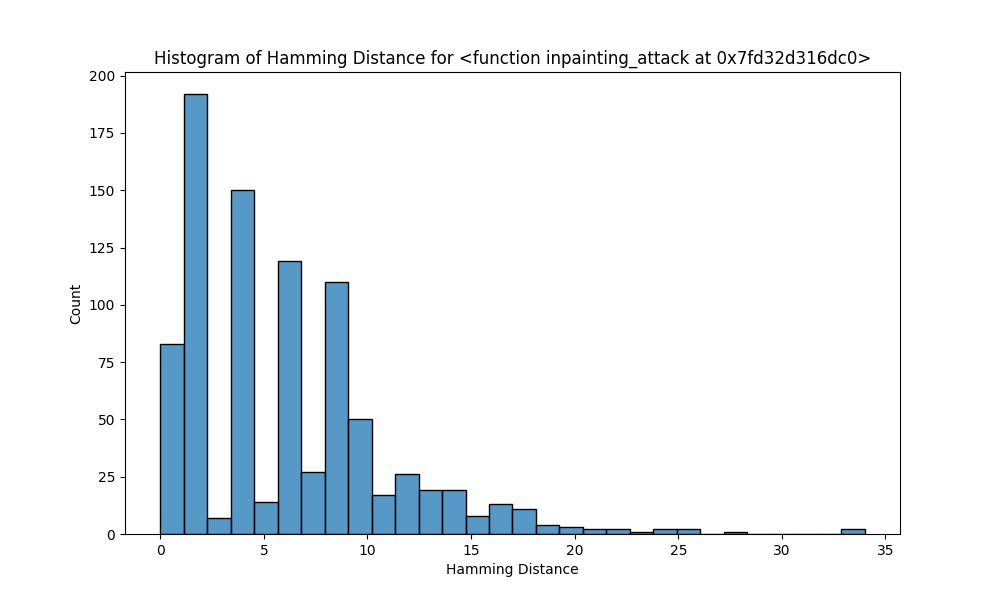 Histogram of Hamming Distance for <function inpainting_attack at 0x7fd32d316dc0>
200
175
150
125
100
75
50
25
0
Count
0 5 10 15 20 25 30 35
Hamming Distance